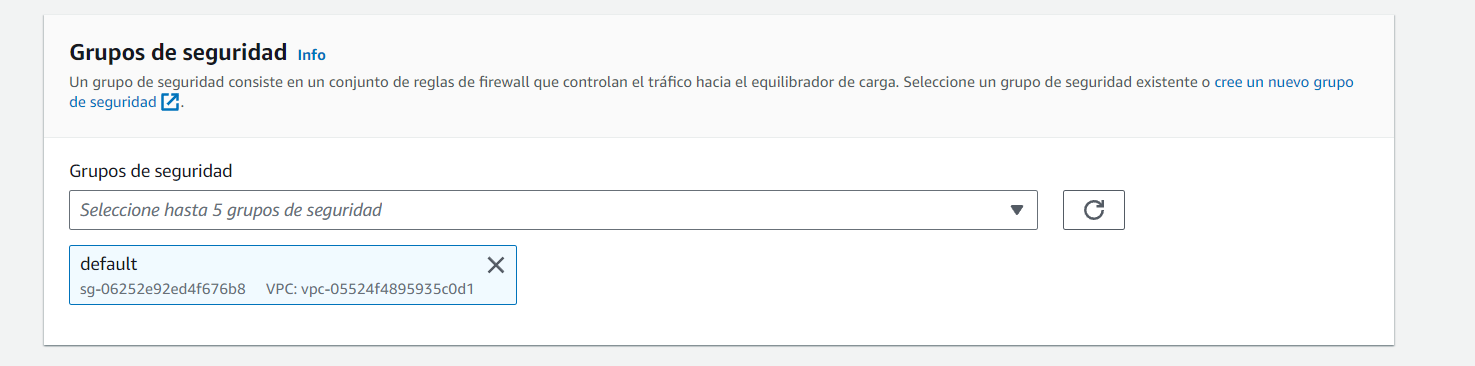 Grupos de seguridad Info
Un grupo de seguridad consiste en un conjunto de reglas de firewall que controlan el tráfico hacia el equilibrador de carga. Seleccione un grupo de seguridad existente o cree un nuevo grupo
de seguridad.
Grupos de seguridad
Seleccione hasta 5 grupos de seguridad
default
sg-06252e92ed4f676b8 VPC: vpc-05524f4895935c0d1